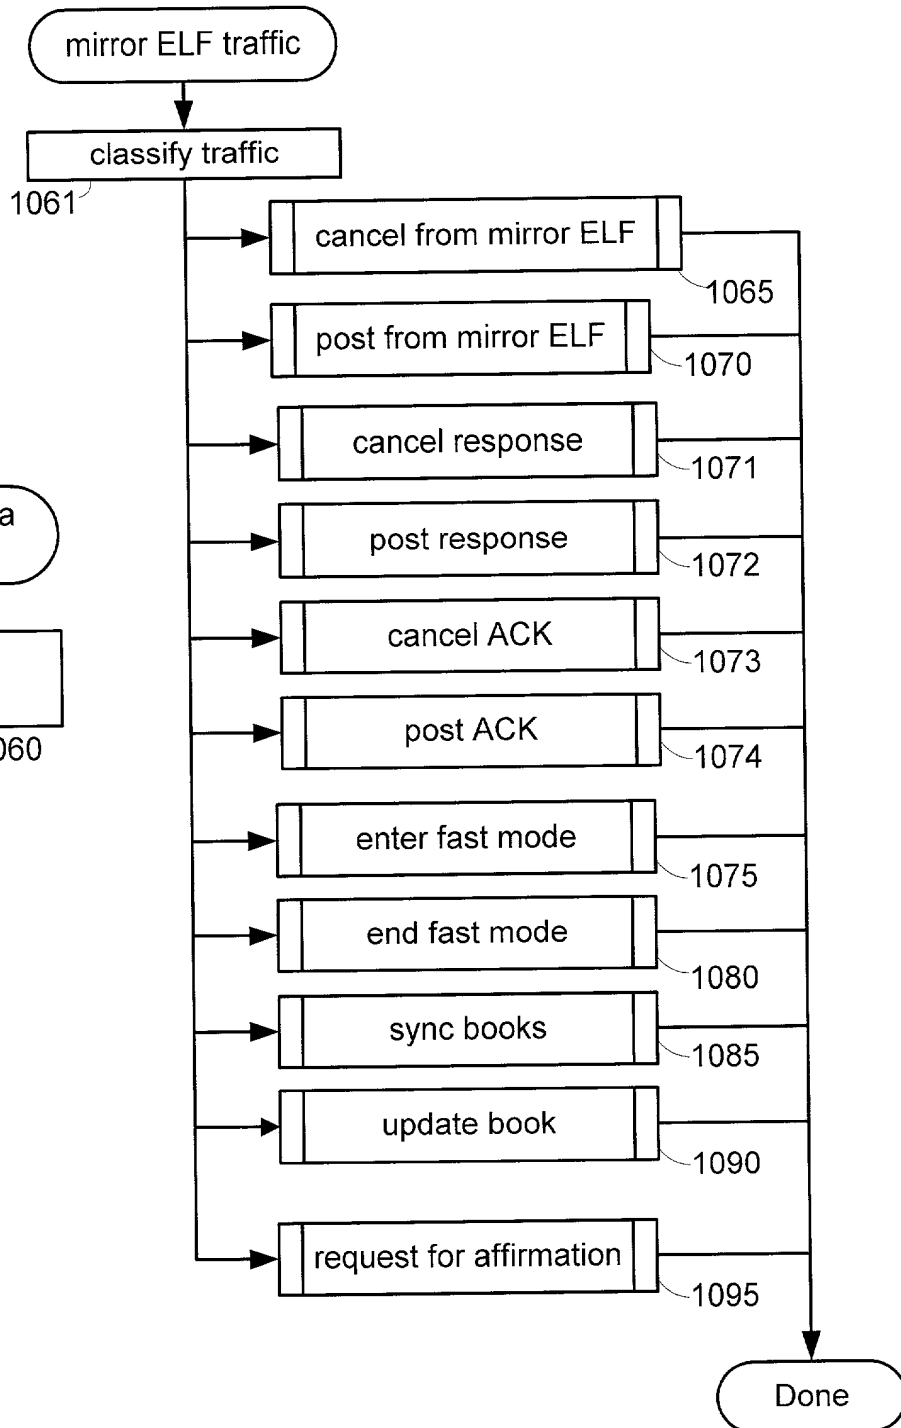 mirror ELF traffic
classify traffic
1061
cancel from mirror ELF
1065
post from mirror ELF
1070
cancel response
1071
a
post response
1072
cancel ACK
1073
060
post ACK
1074
enter fast mode
1075
end fast mode
1080
sync books
1085
update book
1090
request for affirmation
1095
Done